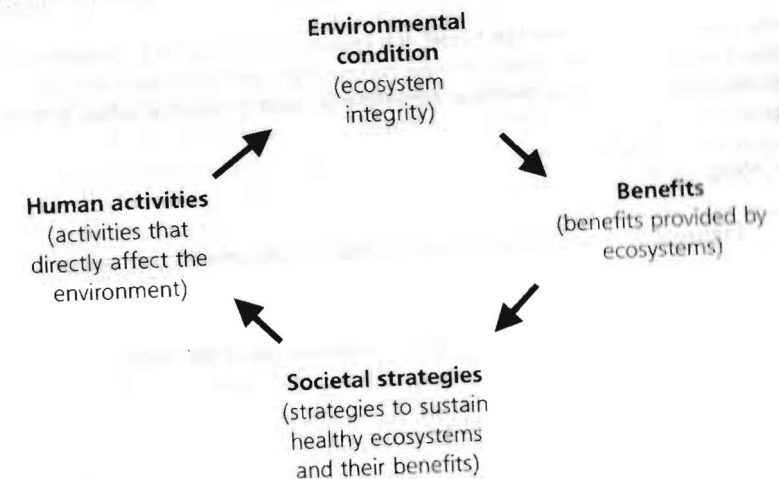 Environmental
condition
(ecosystem
integrity)
Benefits
(benefits provided by
ecosystems)
Societal strategies
(strategies to sustain
healthy ecosystems
and their benefits)
Human activities
(activities that
directly affect the
environment)